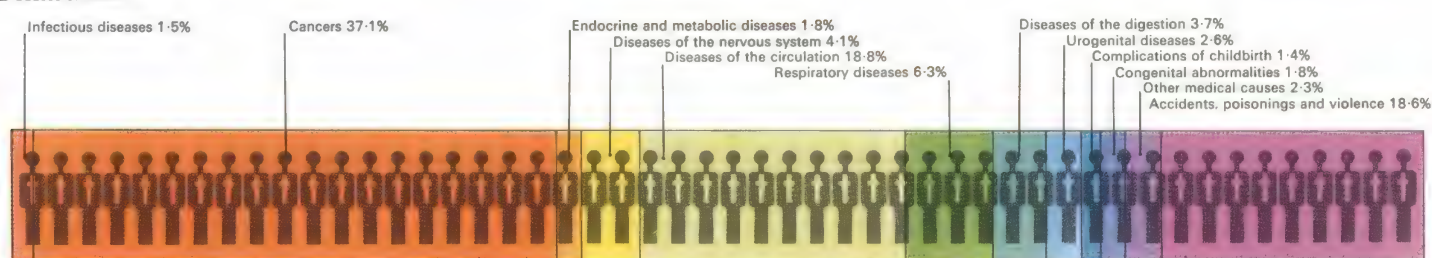 Infectious diseases 1·5%
Cancers 37·1%
Endocrine and metabolic diseases 1·8%
Diseases of the nervous system 4·1%
Diseases of the circulation 18·8%
Respiratory diseases 6·3%
Diseases of the digestion 3·7%
Urogenital diseases 2·6%
Complications of childbirth 1·4%
Congenital abnormalities 1·8%
Other medical causes 2·3%
Accidents, poisonings and violence 18·6%